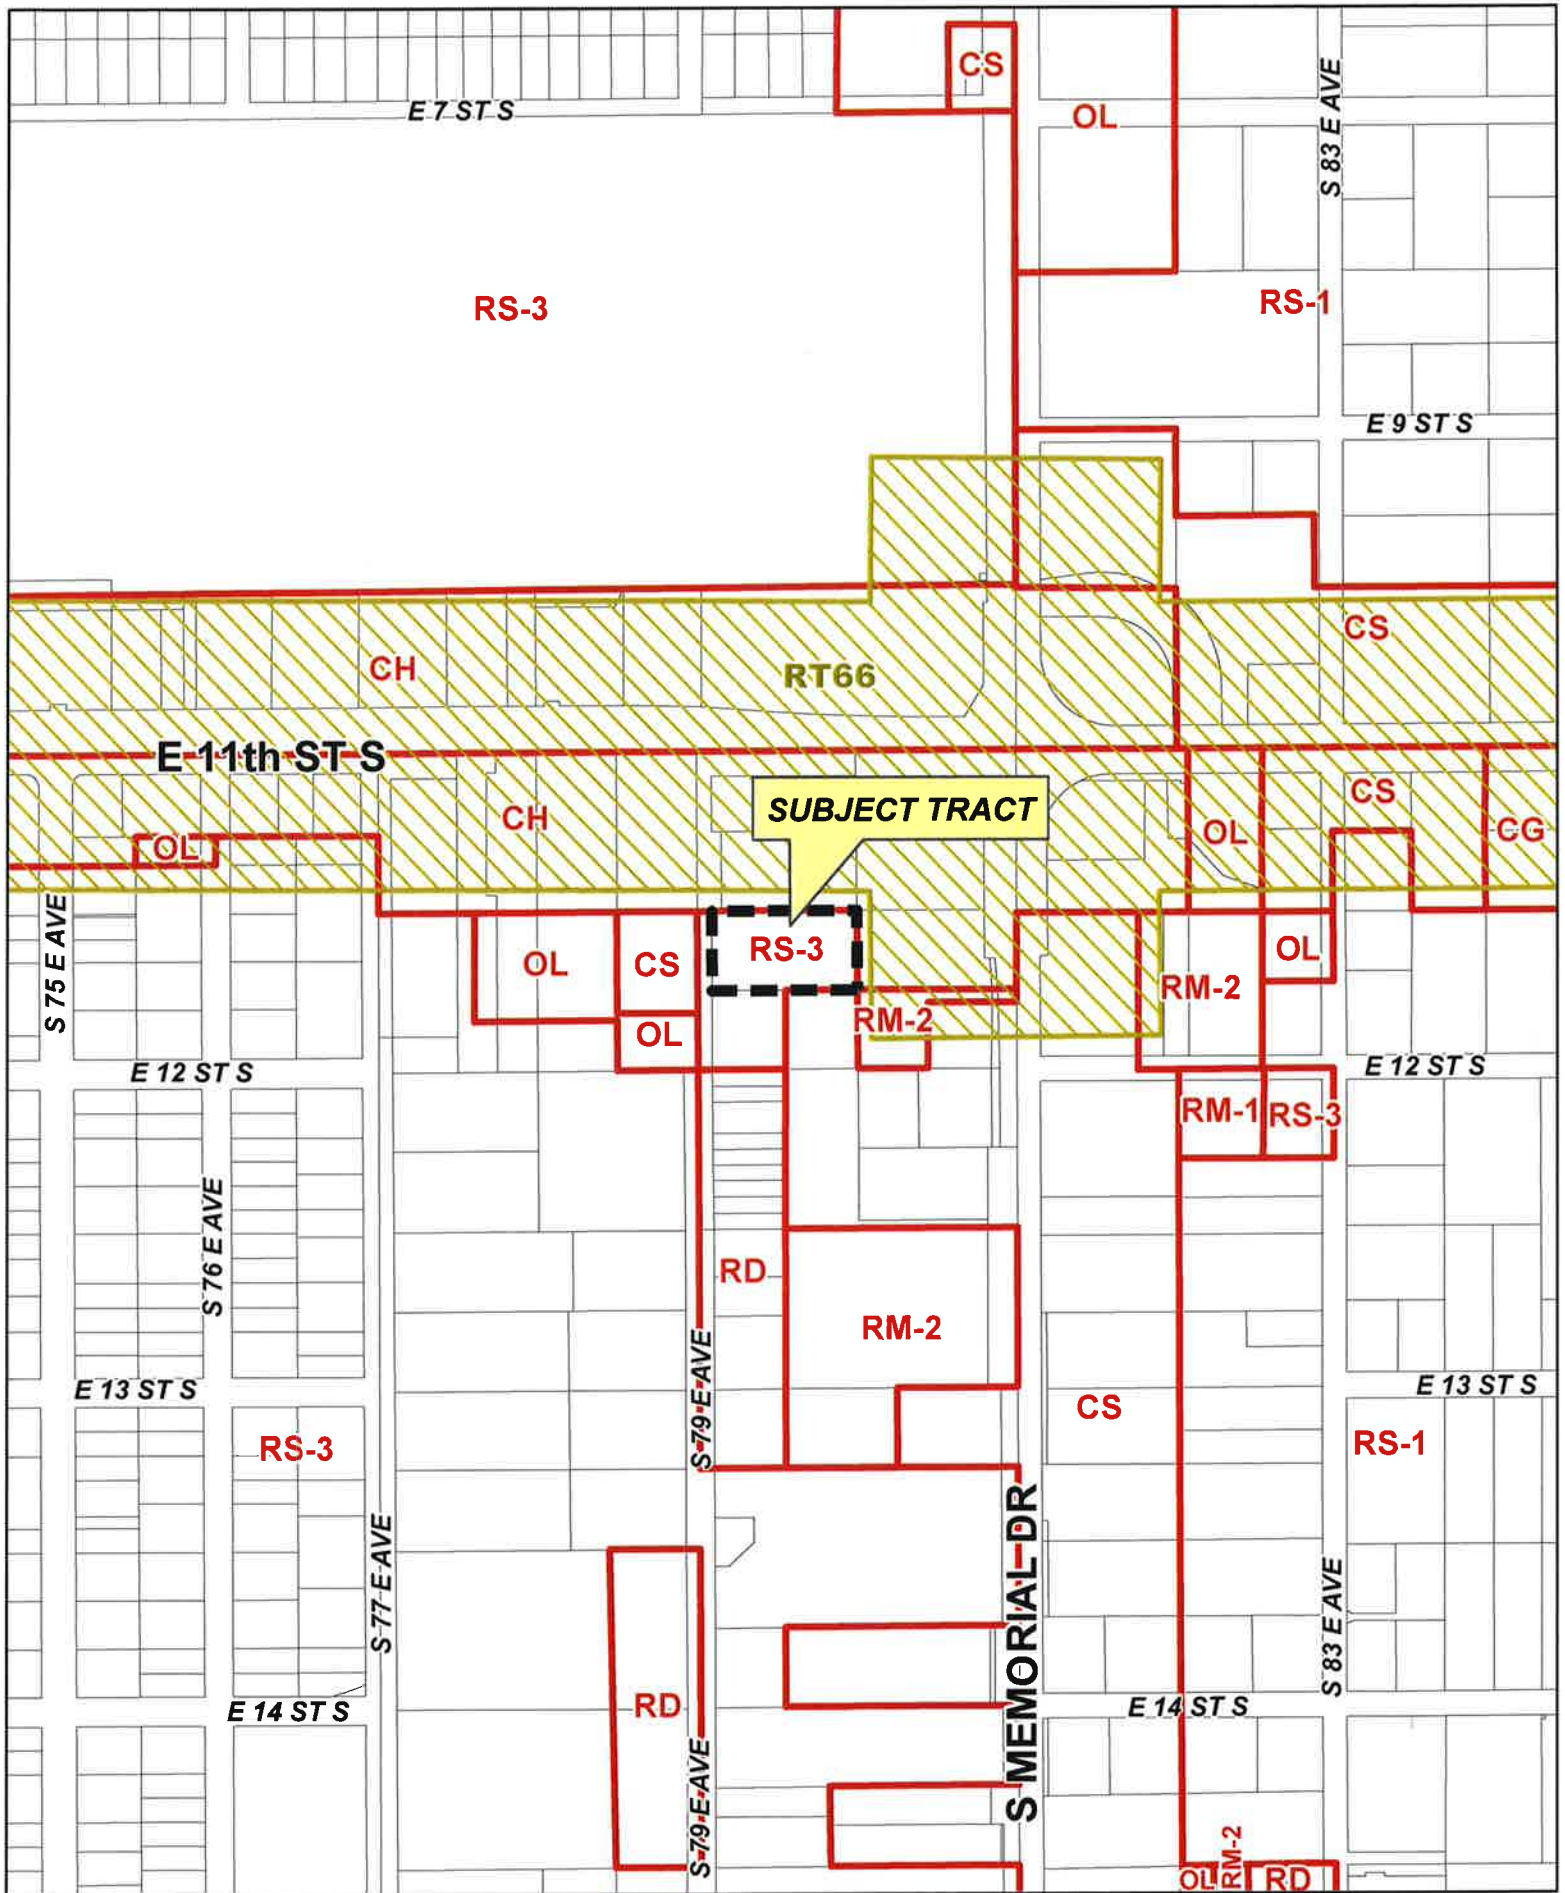 CS
E 7 ST S
OL
S 83 E AVE
RS-3
RS-1
E 9 ST S
CS
CH
RT66
E 11th ST S
CS
SUBJECT TRACT
CH
OL
CG
OL
S 75 E AVE
RS-3
OL
OL
CS
RM-2
RM-2
OL
E 12 ST S
E 12 ST S
RM-1
RS-3
S 76 E AVE
RD
RM-2
S 79 E AVE
E 13 ST S
E 13 ST S
CS
RS-3
RS-1
S 77 E AVE
S MEMORIAL DR
S 83 E AVE
RD
E 14 ST S
E 14 ST S
S 79 E AVE
RM-2
OL
RD